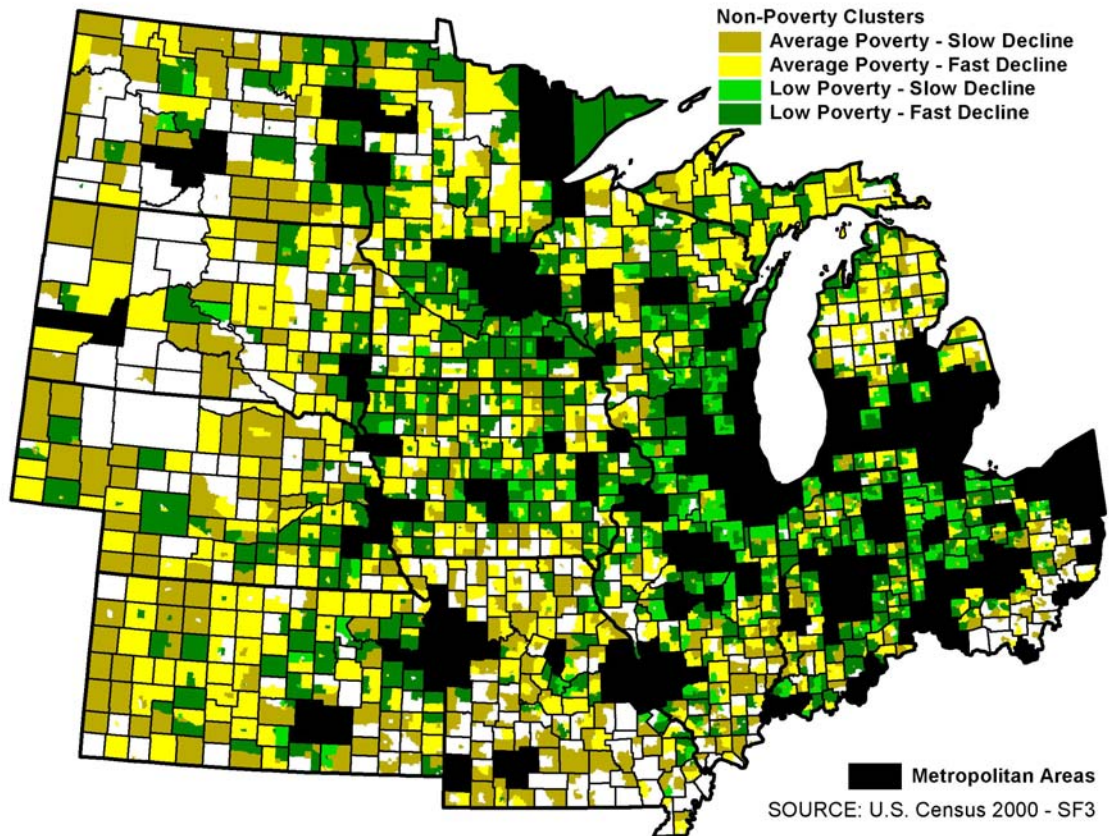 Non-Poverty Clusters
Average Poverty - Slow Decline
Average Poverty - Fast Decline
Low Poverty - Slow Decline
Low Poverty - Fast Decline
Metropolitan Areas
SOURCE: U.S. Census 2000 - SF3